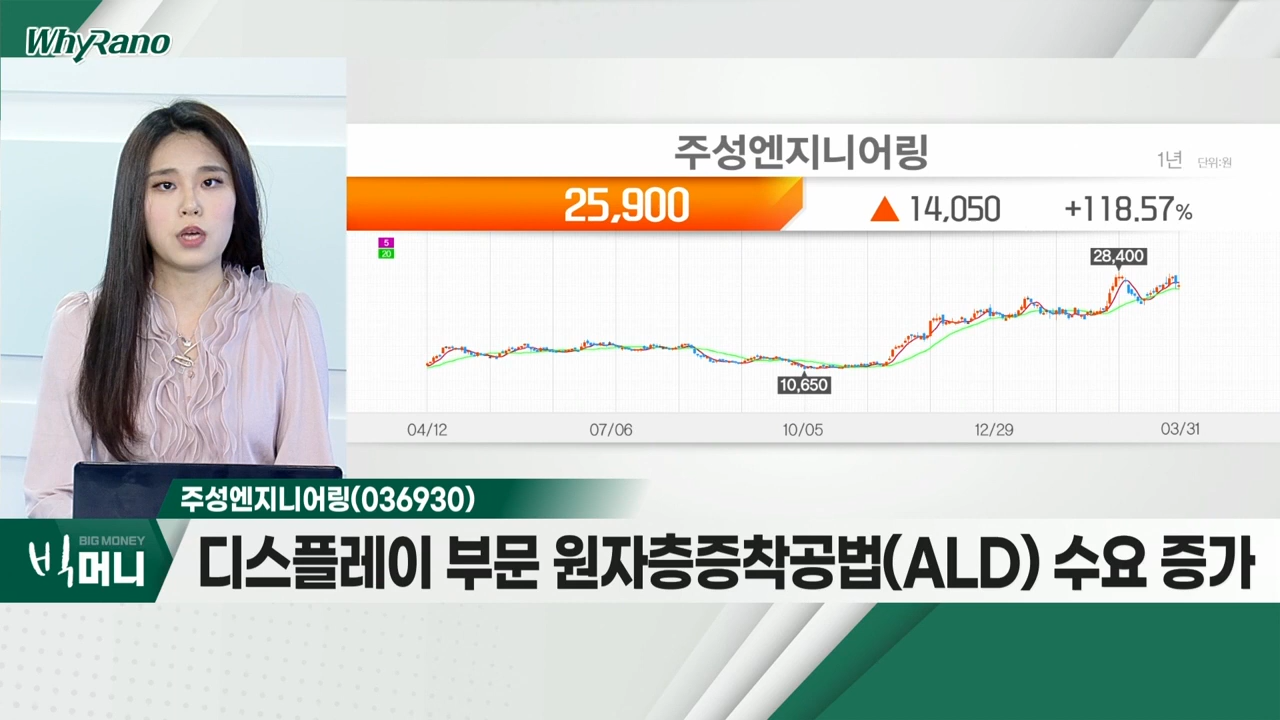 WhyRano
주성엔지니어링
1년 단위:원
25,900 ▲ 14,050 +118.57%
5
20
28,400
10,650
04/12 07/06 10/05 12/29 03/31
주성엔지니어링(036930)
BIG MONEY
빅머니
디스플레이 부문 원자층증착공법(ALD) 수요 증가